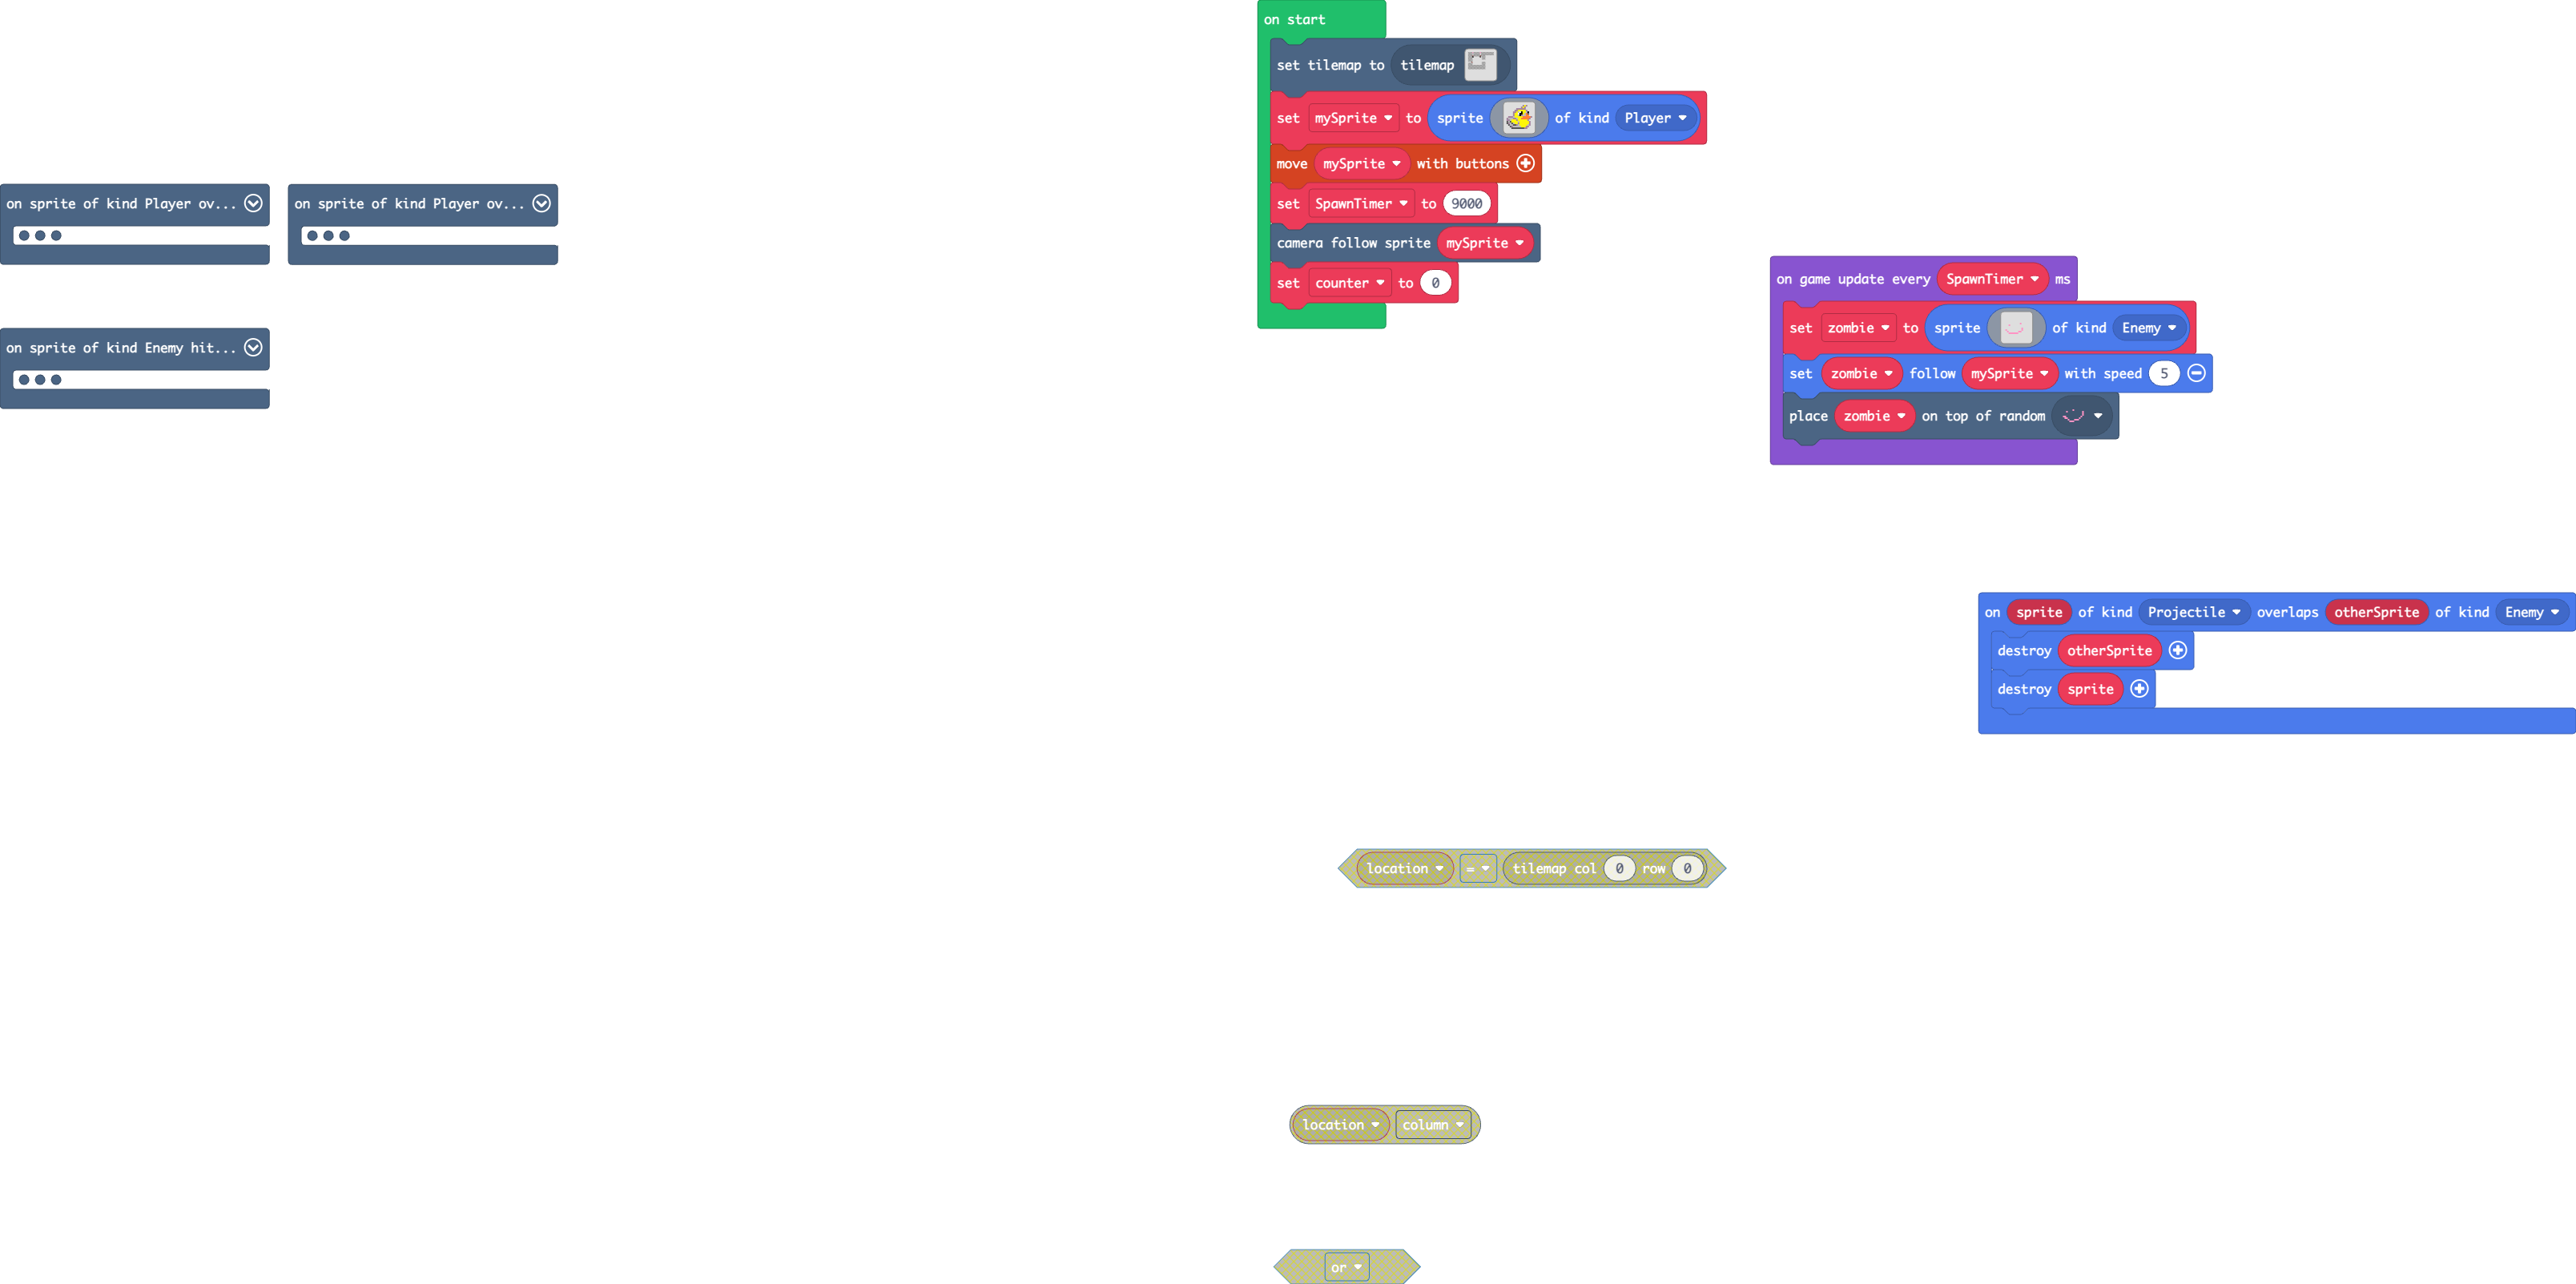 on start
set tilemap to tilemap
set mySprite to sprite of kind Player
move mySprite with buttons
set SpawnTimer to 9000
camera follow sprite mySprite
set counter to 0
on sprite of kind Player ov...
on sprite of kind Player ov...
on sprite of kind Enemy hit...
on game update every SpawnTimer ms
set zombie to sprite of kind Enemy
set zombie follow mySprite with speed 5
place zombie on top of random
on sprite of kind Projectile overlaps otherSprite of kind Enemy
destroy otherSprite
destroy sprite
location = tilemap col 0 row 0
location column
or